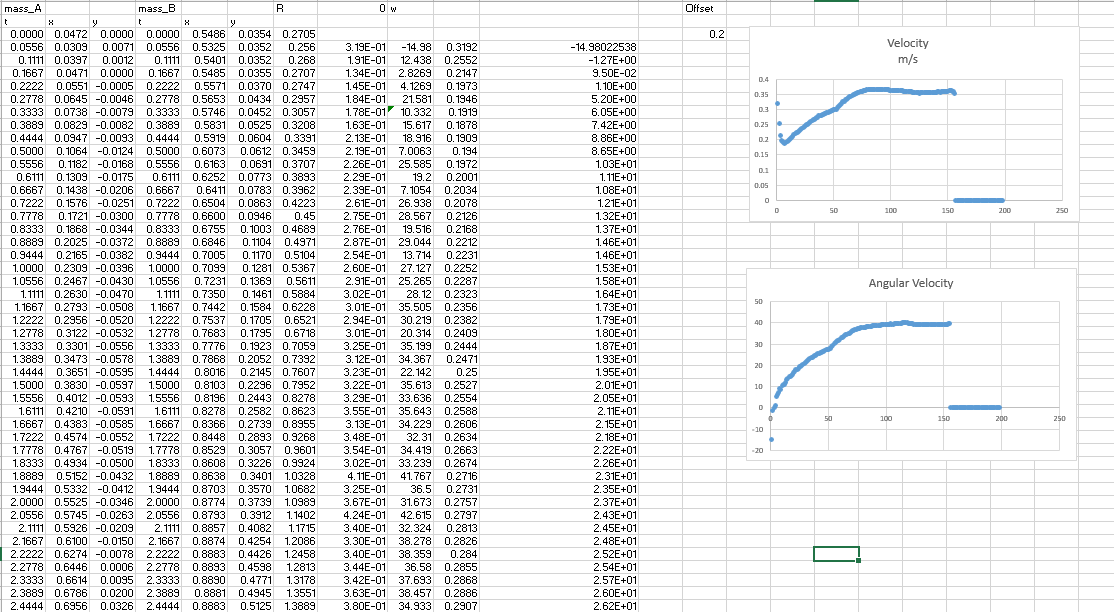 mass_A mass_B R 0 w Offset
t x y t x y
0.0000 0.0472 0.0000 0.0000 0.5486 0.0354 0.2705 0.2
0.0556 0.0309 0.0071 0.0556 0.5325 0.0352 0.256 3.19E-01 -14.98 0.3192 -14.98022538
0.1111 0.0397 0.0012 0.1111 0.5401 0.0352 0.268 1.91E-01 12.438 0.2552 -1.27E+00
0.1667 0.0471 0.0000 0.1667 0.5485 0.0355 0.2707 1.34E-01 2.8269 0.2147 9.50E-02
0.2222 0.0551 -0.0005 0.2222 0.5571 0.0370 0.2747 1.45E-01 4.1269 0.1973 1.10E+00
0.2778 0.0645 -0.0046 0.2778 0.5653 0.0434 0.2957 1.84E-01 21.581 0.1946 5.20E+00
0.3333 0.0738 -0.0079 0.3333 0.5746 0.0452 0.3057 1.78E-01 10.332 0.1919 6.05E+00
0.3889 0.0829 -0.0082 0.3889 0.5831 0.0525 0.3208 1.63E-01 15.617 0.1878 7.42E+00
0.4444 0.0947 -0.0093 0.4444 0.5919 0.0604 0.3391 2.13E-01 18.916 0.1909 8.86E+00
0.5000 0.1064 -0.0124 0.5000 0.6073 0.0612 0.3459 2.19E-01 7.0063 0.194 8.65E+00
0.5556 0.1182 -0.0168 0.5556 0.6163 0.0691 0.3707 2.26E-01 25.585 0.1972 1.03E+01
0.6111 0.1309 -0.0175 0.6111 0.6252 0.0773 0.3893 2.29E-01 19.2 0.2001 1.11E+01
0.6667 0.1438 -0.0206 0.6667 0.6411 0.0783 0.3962 2.39E-01 7.1054 0.2034 1.08E+01
0.7222 0.1576 -0.0251 0.7222 0.6504 0.0863 0.4223 2.61E-01 26.938 0.2078 1.21E+01
0.7778 0.1721 -0.0300 0.7778 0.6600 0.0946 0.45 2.75E-01 28.567 0.2126 1.32E+01
0.8333 0.1868 -0.0344 0.8333 0.6755 0.1003 0.4689 2.76E-01 19.516 0.2168 1.37E+01
0.8889 0.2025 -0.0372 0.8889 0.6846 0.1104 0.4971 2.87E-01 29.044 0.2212 1.46E+01
0.9444 0.2165 -0.0382 0.9444 0.7005 0.1170 0.5104 2.54E-01 13.714 0.2231 1.46E+01
1.0000 0.2309 -0.0396 1.0000 0.7099 0.1281 0.5367 2.60E-01 27.127 0.2252 1.53E+01
1.0556 0.2467 -0.0430 1.0556 0.7231 0.1369 0.5611 2.91E-01 25.265 0.2287 1.58E+01
1.1111 0.2630 -0.0470 1.1111 0.7350 0.1461 0.5884 3.02E-01 28.12 0.2323 1.64E+01
1.1667 0.2793 -0.0508 1.1667 0.7442 0.1584 0.6228 3.01E-01 35.505 0.2356 1.73E+01
1.2222 0.2956 -0.0520 1.2222 0.7537 0.1705 0.6521 2.94E-01 30.219 0.2382 1.79E+01
1.2778 0.3122 -0.0532 1.2778 0.7683 0.1795 0.6718 3.01E-01 20.314 0.2409 1.80E+01
1.3333 0.3301 -0.0556 1.3333 0.7776 0.1923 0.7059 3.25E-01 35.199 0.2444 1.87E+01
1.3889 0.3473 -0.0578 1.3889 0.7868 0.2052 0.7392 3.12E-01 34.367 0.2471 1.93E+01
1.4444 0.3651 -0.0595 1.4444 0.8016 0.2145 0.7607 3.23E-01 22.142 0.25 1.95E+01
1.5000 0.3830 -0.0597 1.5000 0.8103 0.2296 0.7952 3.22E-01 35.613 0.2527 2.01E+01
1.5556 0.4012 -0.0593 1.5556 0.8196 0.2443 0.8278 3.29E-01 33.636 0.2554 2.05E+01
1.6111 0.4210 -0.0591 1.6111 0.8278 0.2582 0.8623 3.55E-01 35.643 0.2588 2.11E+01
1.6667 0.4383 -0.0585 1.6667 0.8366 0.2739 0.8955 3.13E-01 34.229 0.2606 2.15E+01
1.7222 0.4574 -0.0552 1.7222 0.8448 0.2893 0.9268 3.48E-01 32.31 0.2634 2.18E+01
1.7778 0.4767 -0.0519 1.7778 0.8529 0.3057 0.9601 3.54E-01 34.419 0.2663 2.22E+01
1.8333 0.4934 -0.0500 1.8333 0.8608 0.3226 0.9924 3.02E-01 33.239 0.2674 2.26E+01
1.8889 0.5152 -0.0432 1.8889 0.8638 0.3401 1.0328 4.11E-01 41.767 0.2716 2.31E+01
1.9444 0.5332 -0.0412 1.9444 0.8703 0.3570 1.0682 3.25E-01 36.5 0.2731 2.35E+01
2.0000 0.5525 -0.0346 2.0000 0.8774 0.3739 1.0989 3.67E-01 31.673 0.2757 2.37E+01
2.0556 0.5745 -0.0263 2.0556 0.8793 0.3912 1.1402 4.24E-01 42.615 0.2797 2.43E+01
2.1111 0.5926 -0.0209 2.1111 0.8857 0.4082 1.1715 3.40E-01 32.324 0.2813 2.45E+01
2.1667 0.6100 -0.0150 2.1667 0.8874 0.4254 1.2086 3.30E-01 38.278 0.2826 2.48E+01
2.2222 0.6274 -0.0078 2.2222 0.8883 0.4426 1.2458 3.40E-01 38.359 0.284 2.52E+01
2.2778 0.6446 0.0006 2.2778 0.8893 0.4598 1.2813 3.44E-01 36.58 0.2855 2.54E+01
2.3333 0.6614 0.0095 2.3333 0.8890 0.4771 1.3178 3.42E-01 37.693 0.2868 2.57E+01
2.3889 0.6786 0.0200 2.3889 0.8881 0.4945 1.3551 3.63E-01 38.457 0.2886 2.60E+01
2.4444 0.6956 0.0326 2.4444 0.8883 0.5125 1.3889 3.80E-01 34.933 0.2907 2.62E+01
Velocity
m/s
0.4
0.35
0.3
0.25
0.2
0.15
0.1
0.05
0
0 50 100 150 200 250
Angular Velocity
50
40
30
20
10
0
-10
-20
0 50 100 150 200 250